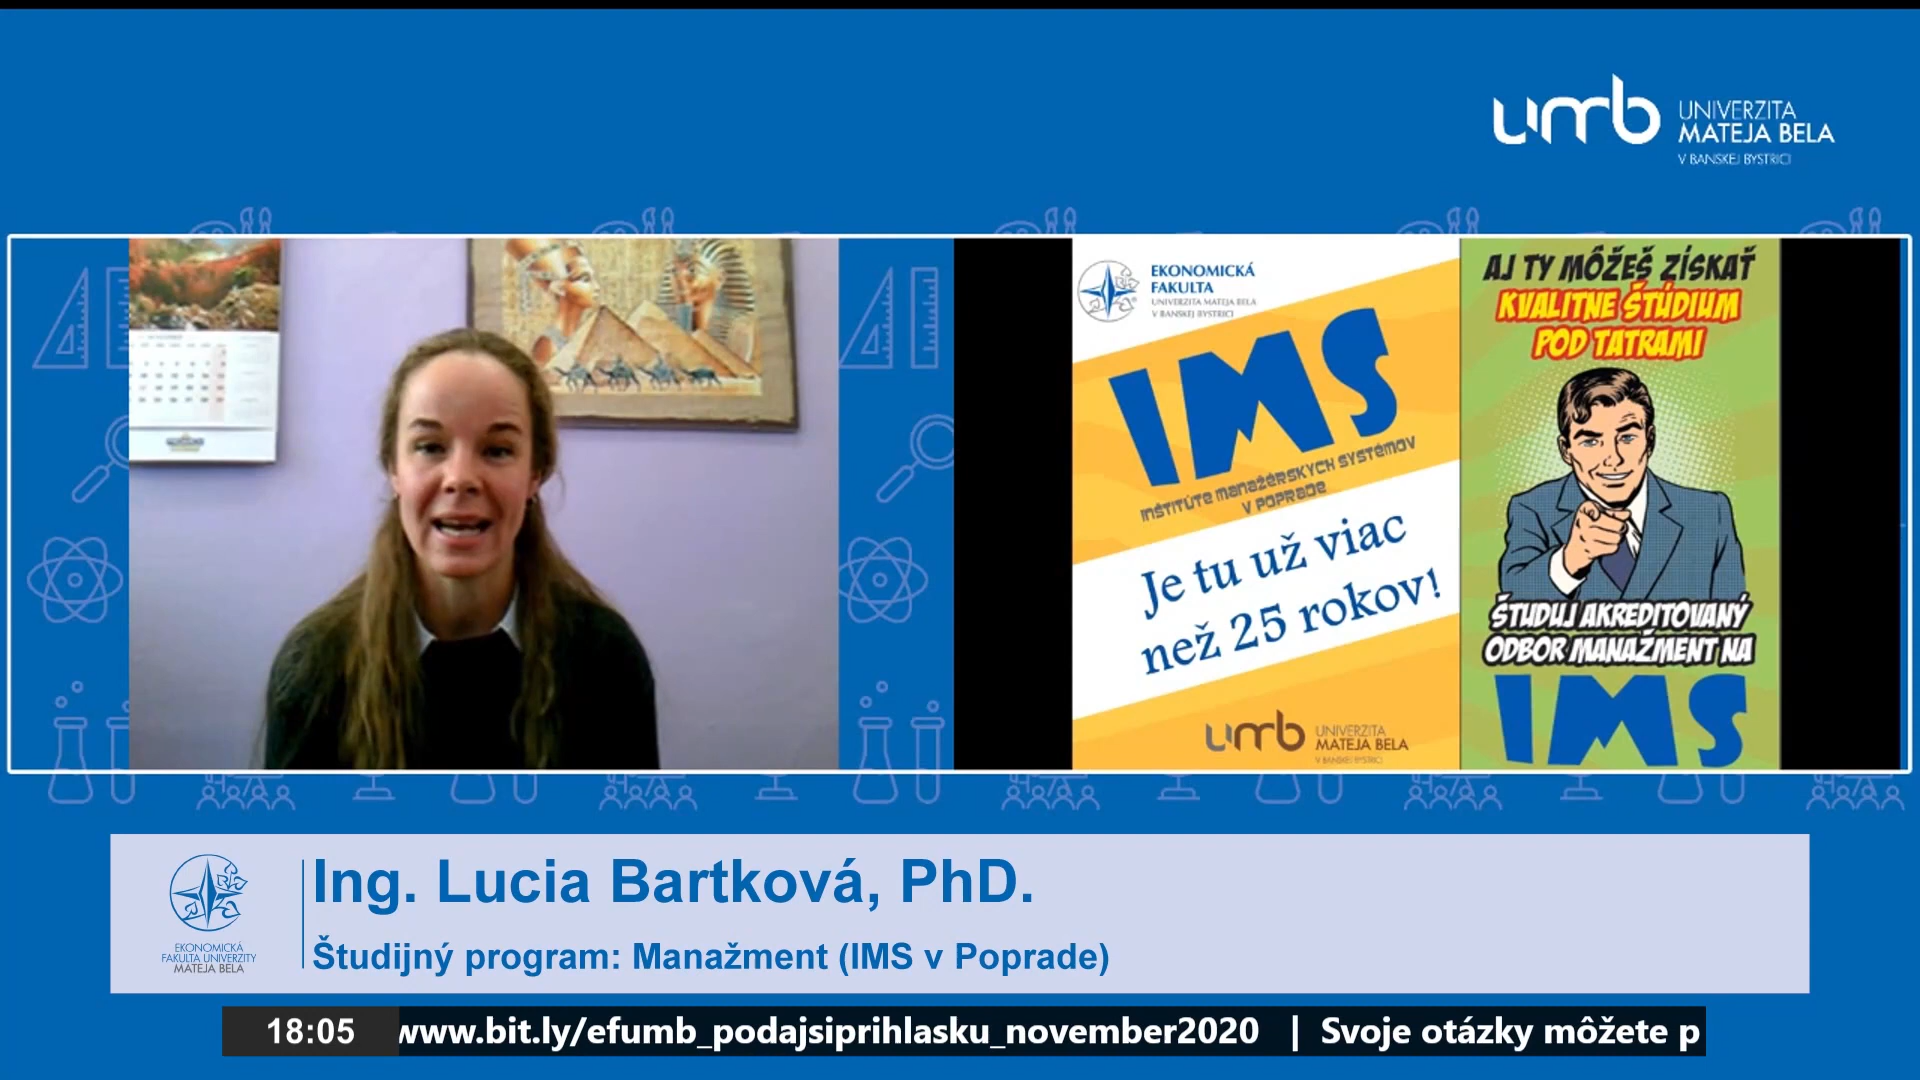 umb UNIVERZITA
MATEJA BELA
V BANSKEJ BYSTRICI
EKONOMICKÁ
FAKULTA
UNIVERZITA MATEJA BELA
V BANSKEJ BYSTRICI
IMS
INŠTITÚTE MANAŽÉRSKYCH SYSTÉMOV
V POPRADE
Je tu už viac
než 25 rokov!
umb UNIVERZITA
MATEJA BELA
V BANSKEJ BYSTRICI
AJ TY MÔŽEŠ ZÍSKAŤ
KVALITNE ŠTÚDIUM
POD TATRAMI
ŠTUDUJ AKREDITOVANÝ
ODBOR MANAŽMENT NA
IMS
EKONOMICKÁ
FAKULTA UNIVERZITY
MATEJA BELA
Ing. Lucia Bartková, PhD.
Študijný program: Manažment (IMS v Poprade)
18:05 www.bit.ly/efumb_podajsiprihlasku_november2020 | Svoje otázky môžete p